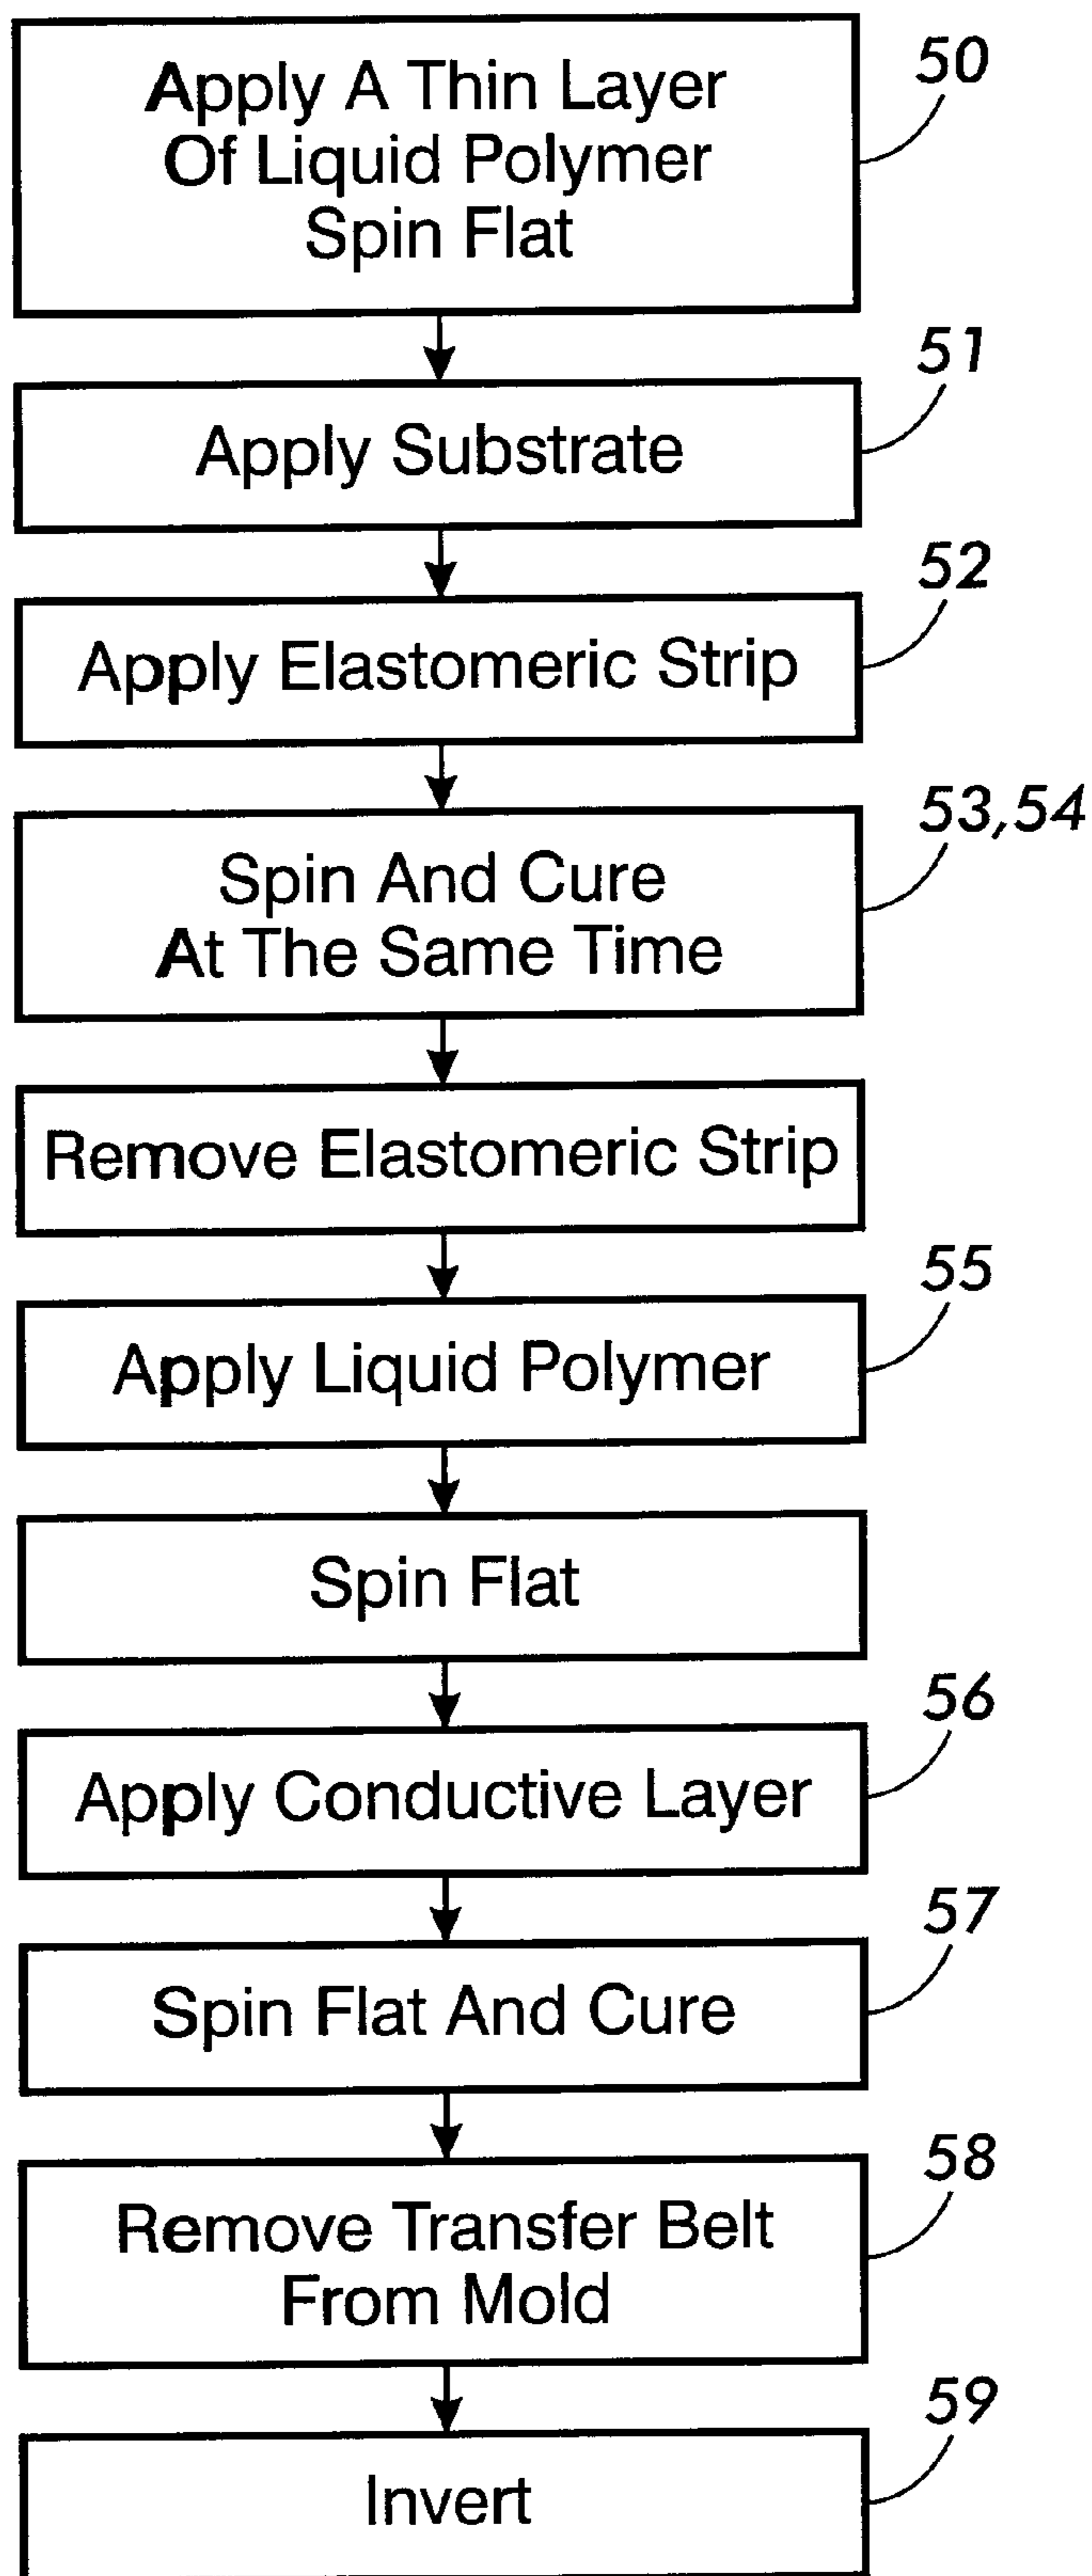 Apply A Thin Layer
Of Liquid Polymer
Spin Flat
50
Apply Substrate
51
Apply Elastomeric Strip
52
Spin And Cure
At The Same Time
53,54
Remove Elastomeric Strip
Apply Liquid Polymer
55
Spin Flat
Apply Conductive Layer
56
Spin Flat And Cure
57
Remove Transfer Belt
From Mold
58
Invert
59